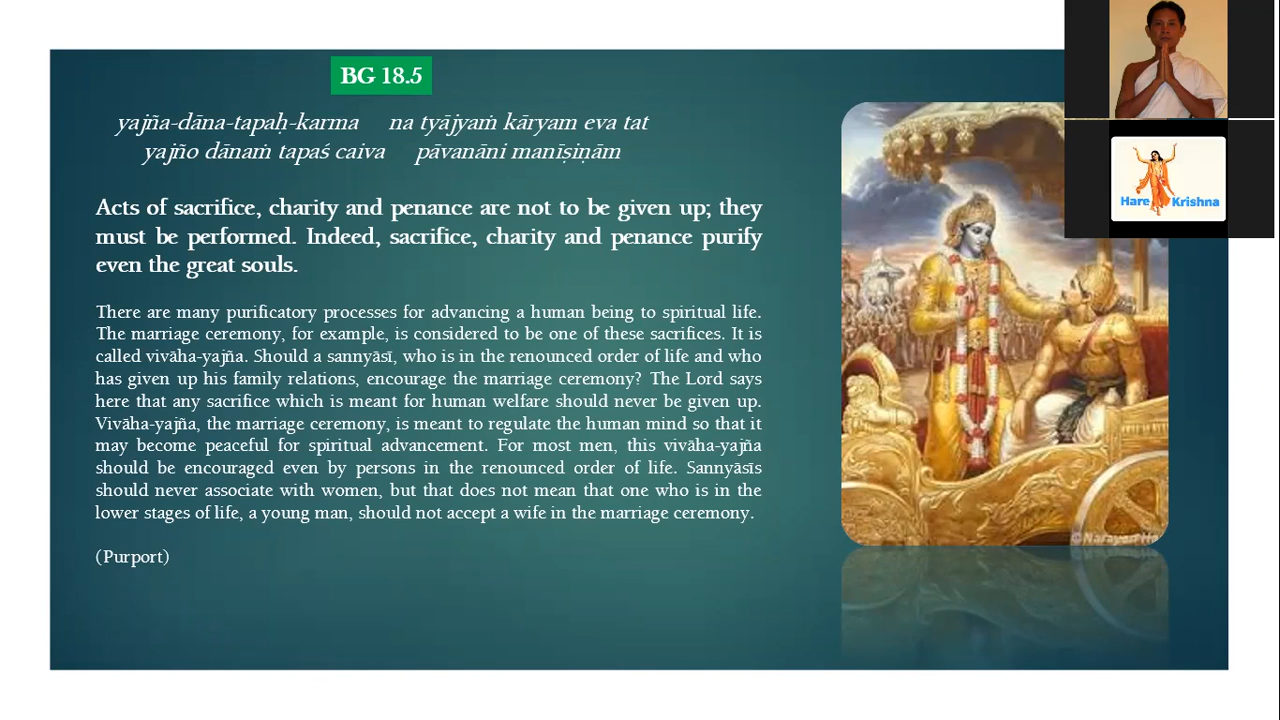 BG 18.5
yajña-dāna-tapaḥ-karma na tyājyaṁ kāryam eva tat
yajño dānaṁ tapaś caiva pāvanāni manīṣiṇām
Acts of sacrifice, charity and penance are not to be given up; they
must be performed. Indeed, sacrifice, charity and penance purify
even the great souls.
There are many purificatory processes for advancing a human being to spiritual life.
The marriage ceremony, for example, is considered to be one of these sacrifices. It is
called vivāha-yajña. Should a sannyāsī, who is in the renounced order of life and who
has given up his family relations, encourage the marriage ceremony? The Lord says
here that any sacrifice which is meant for human welfare should never be given up.
Vivāha-yajña, the marriage ceremony, is meant to regulate the human mind so that it
may become peaceful for spiritual advancement. For most men, this vivāha-yajña
should be encouraged even by persons in the renounced order of life. Sannyāsīs
should never associate with women, but that does not mean that one who is in the
lower stages of life, a young man, should not accept a wife in the marriage ceremony.
(Purport)
Hare Krishna